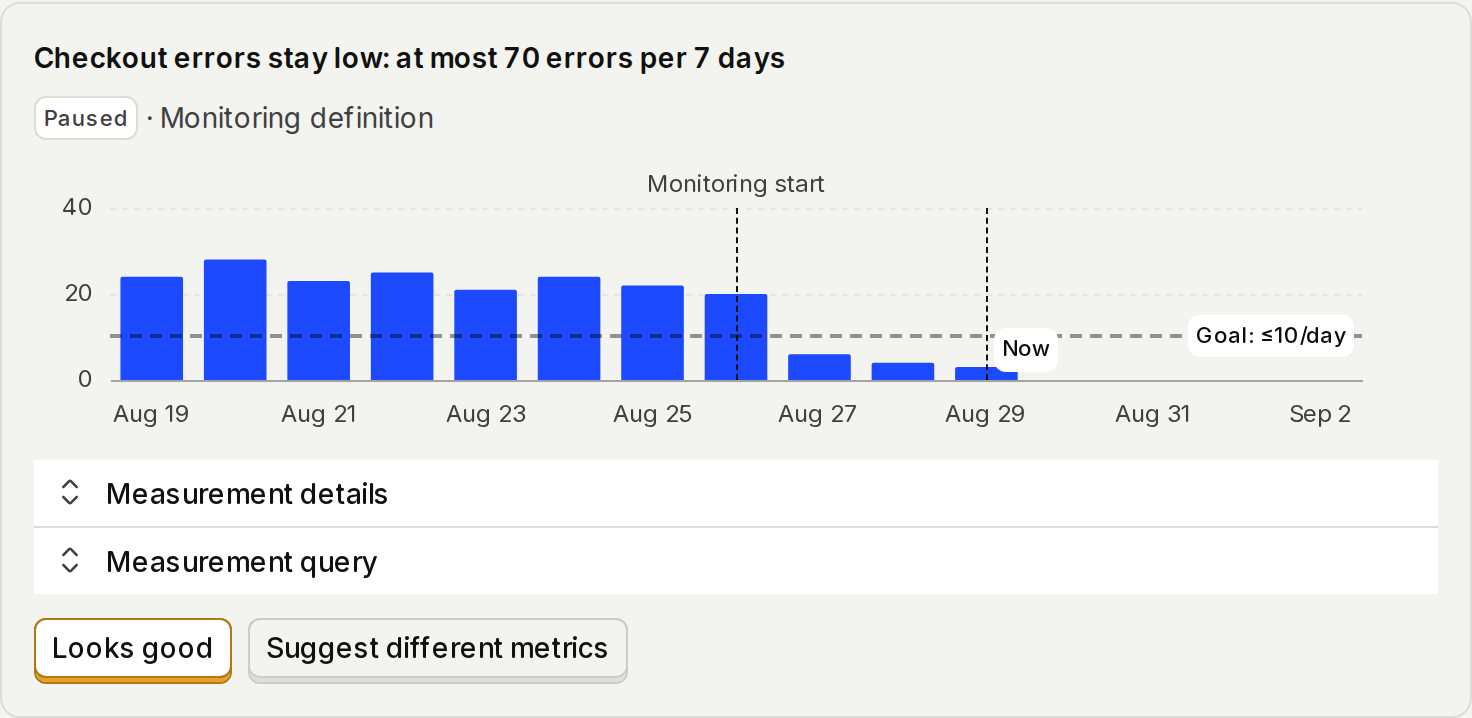 Checkout errors stay low: at most 70 errors per 7 days
Paused · Monitoring definition
Monitoring start
40
20
0
Goal: ≤10/day
Now
Aug 19 Aug 21 Aug 23 Aug 25 Aug 27 Aug 29 Aug 31 Sep 2
Measurement details
Measurement query
Looks good Suggest different metrics